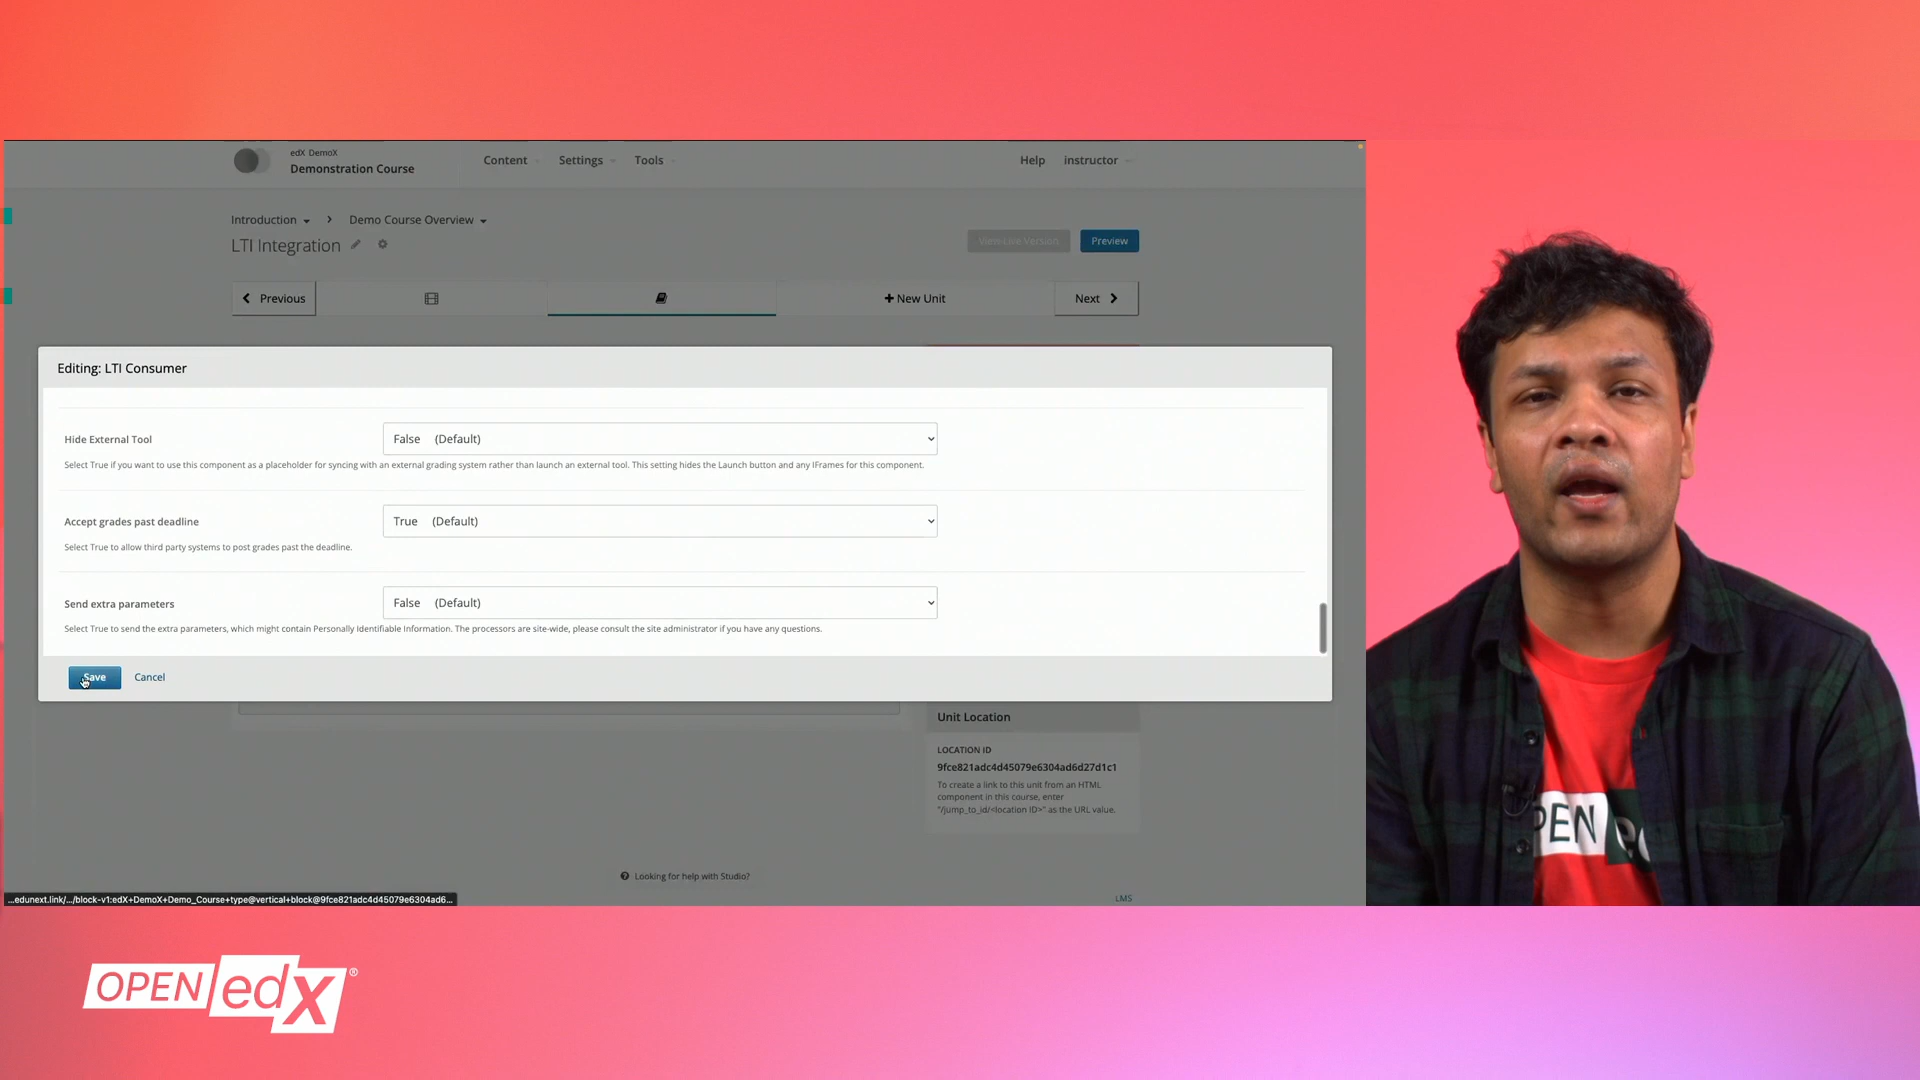 edX DemoX
Demonstration Course
Content
Settings
Tools
Help
instructor
Introduction
Demo Course Overview
LTI Integration
View Live Version
Preview
Previous
New Unit
Next
Editing: LTI Consumer
Hide External Tool
False (Default)
Select True if you want to use this component as a placeholder for syncing with an external grading system rather than launch an external tool. This setting hides the Launch button and any IFrames for this component.
Accept grades past deadline
True (Default)
Select True to allow third party systems to post grades past the deadline.
Send extra parameters
False (Default)
Select True to send the extra parameters, which might contain Personally Identifiable Information. The processors are site-wide, please consult the site administrator if you have any questions.
Save
Cancel
Unit Location
LOCATION ID
9fce821adc4d45079e6304ad6d27d1c1
To create a link to this unit from an HTML
component in this course, enter
"/jump_to_id/<location ID>" as the URL value.
Looking for help with Studio?
LMS
...edunext.link/.../block-v1:edX+DemoX+Demo_Course+type@vertical+block@9fce821adc4d45079e6304ad6...
OPEN edX®